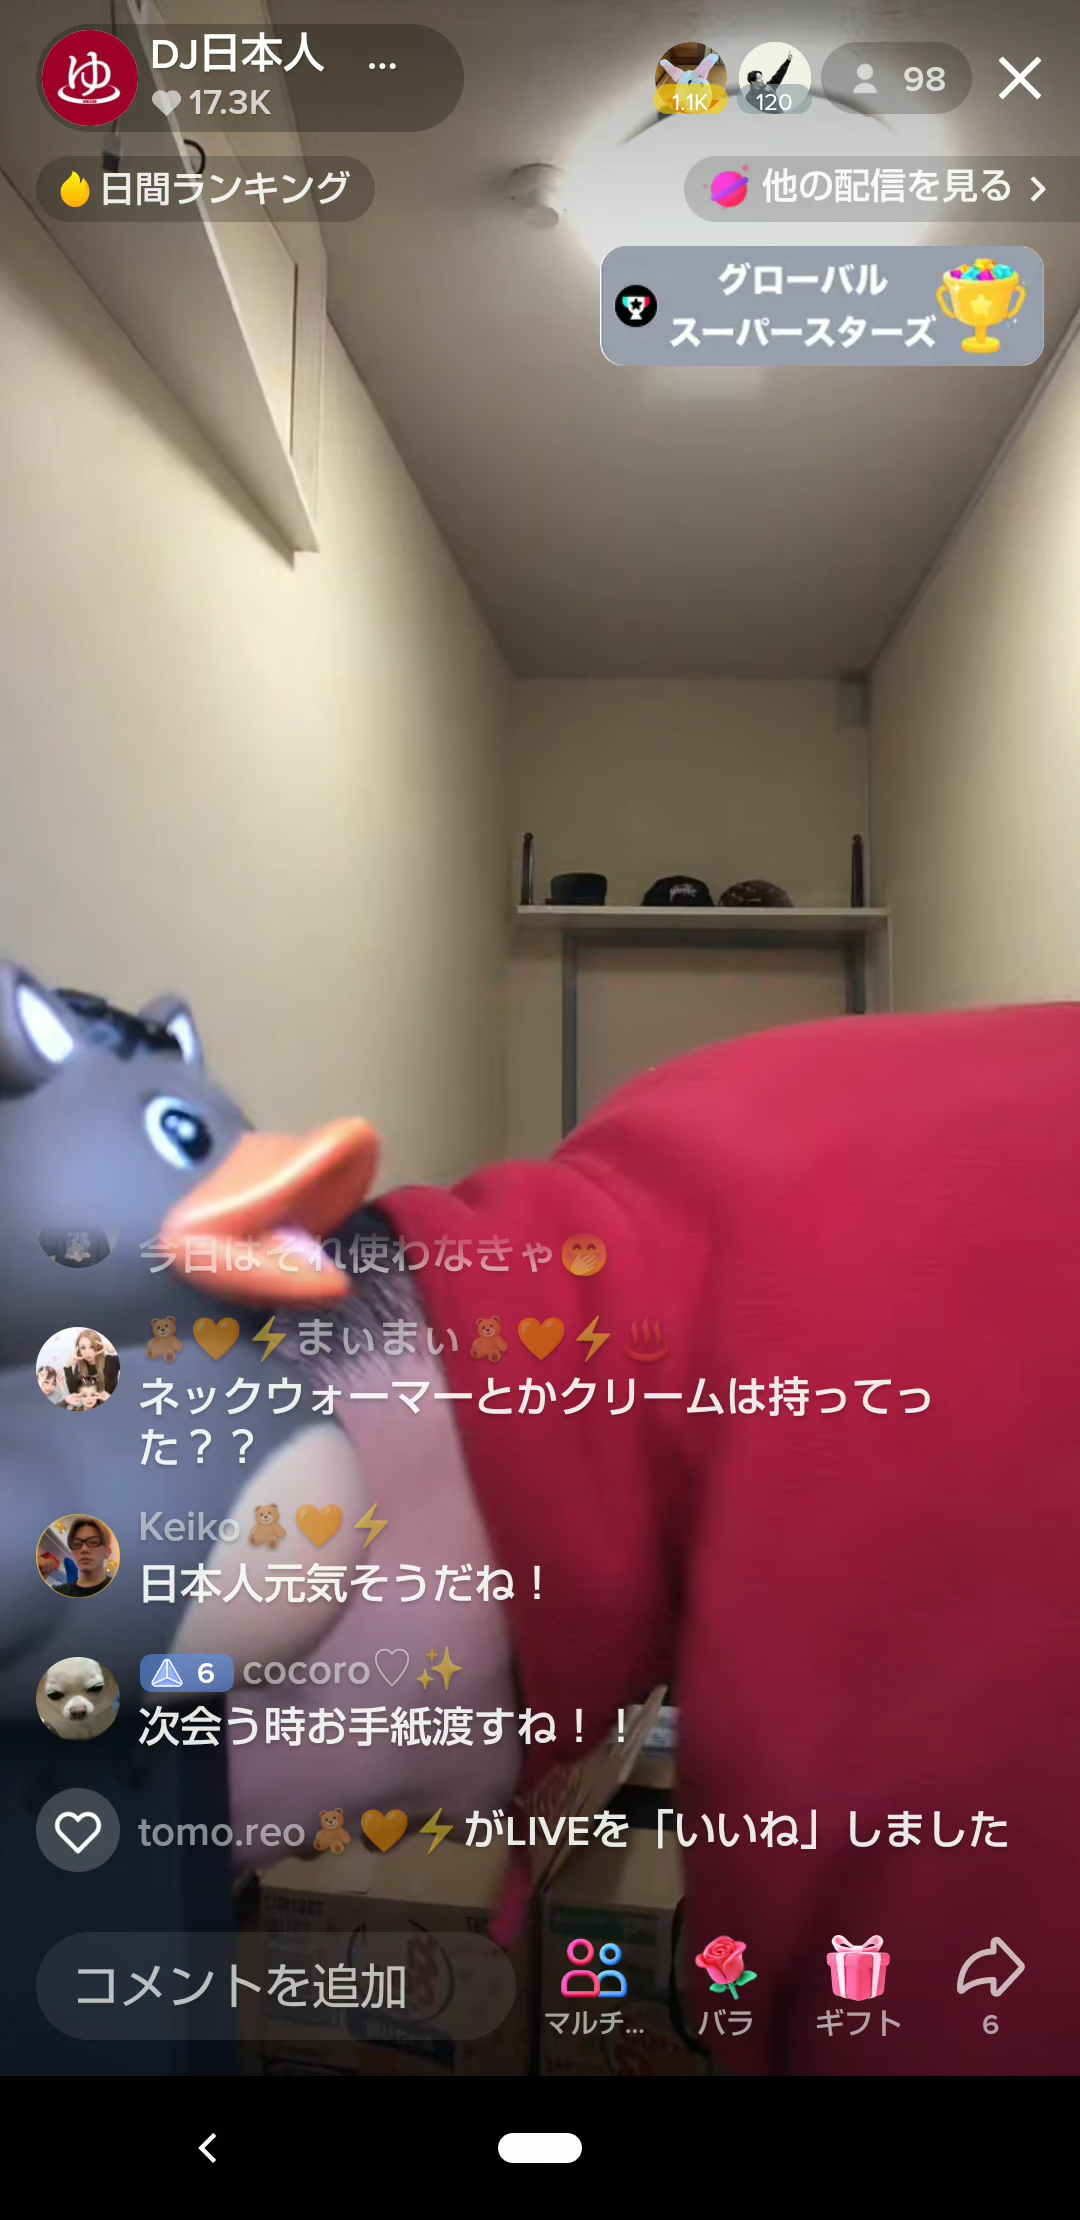 ゆ
DJ日本人 ...
17.3K
1.1K
120
98
日間ランキング
他の配信を見る
グローバル
スーパースターズ
今日はそれ使わなきゃ🤭
🧸🧡⚡まぃまぃ🧸🧡⚡♨
ネックウォーマーとかクリームは持ってっ
た？？
Keiko🧸🧡⚡
日本人元気そうだね！
6 cocoro♡✨
次会う時お手紙渡すね！！
tomo.reo🧸🧡⚡がLIVEを「いいね」しました
コメントを追加
マルチ...
バラ
ギフト
6